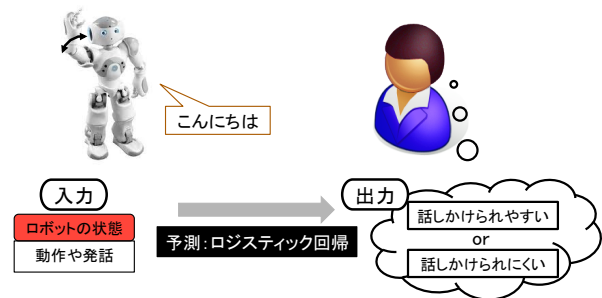 こんにちは
入力
ロボットの状態
動作や発話
予測:ロジスティック回帰
出力
話しかけられやすい
or
話しかけられにくい